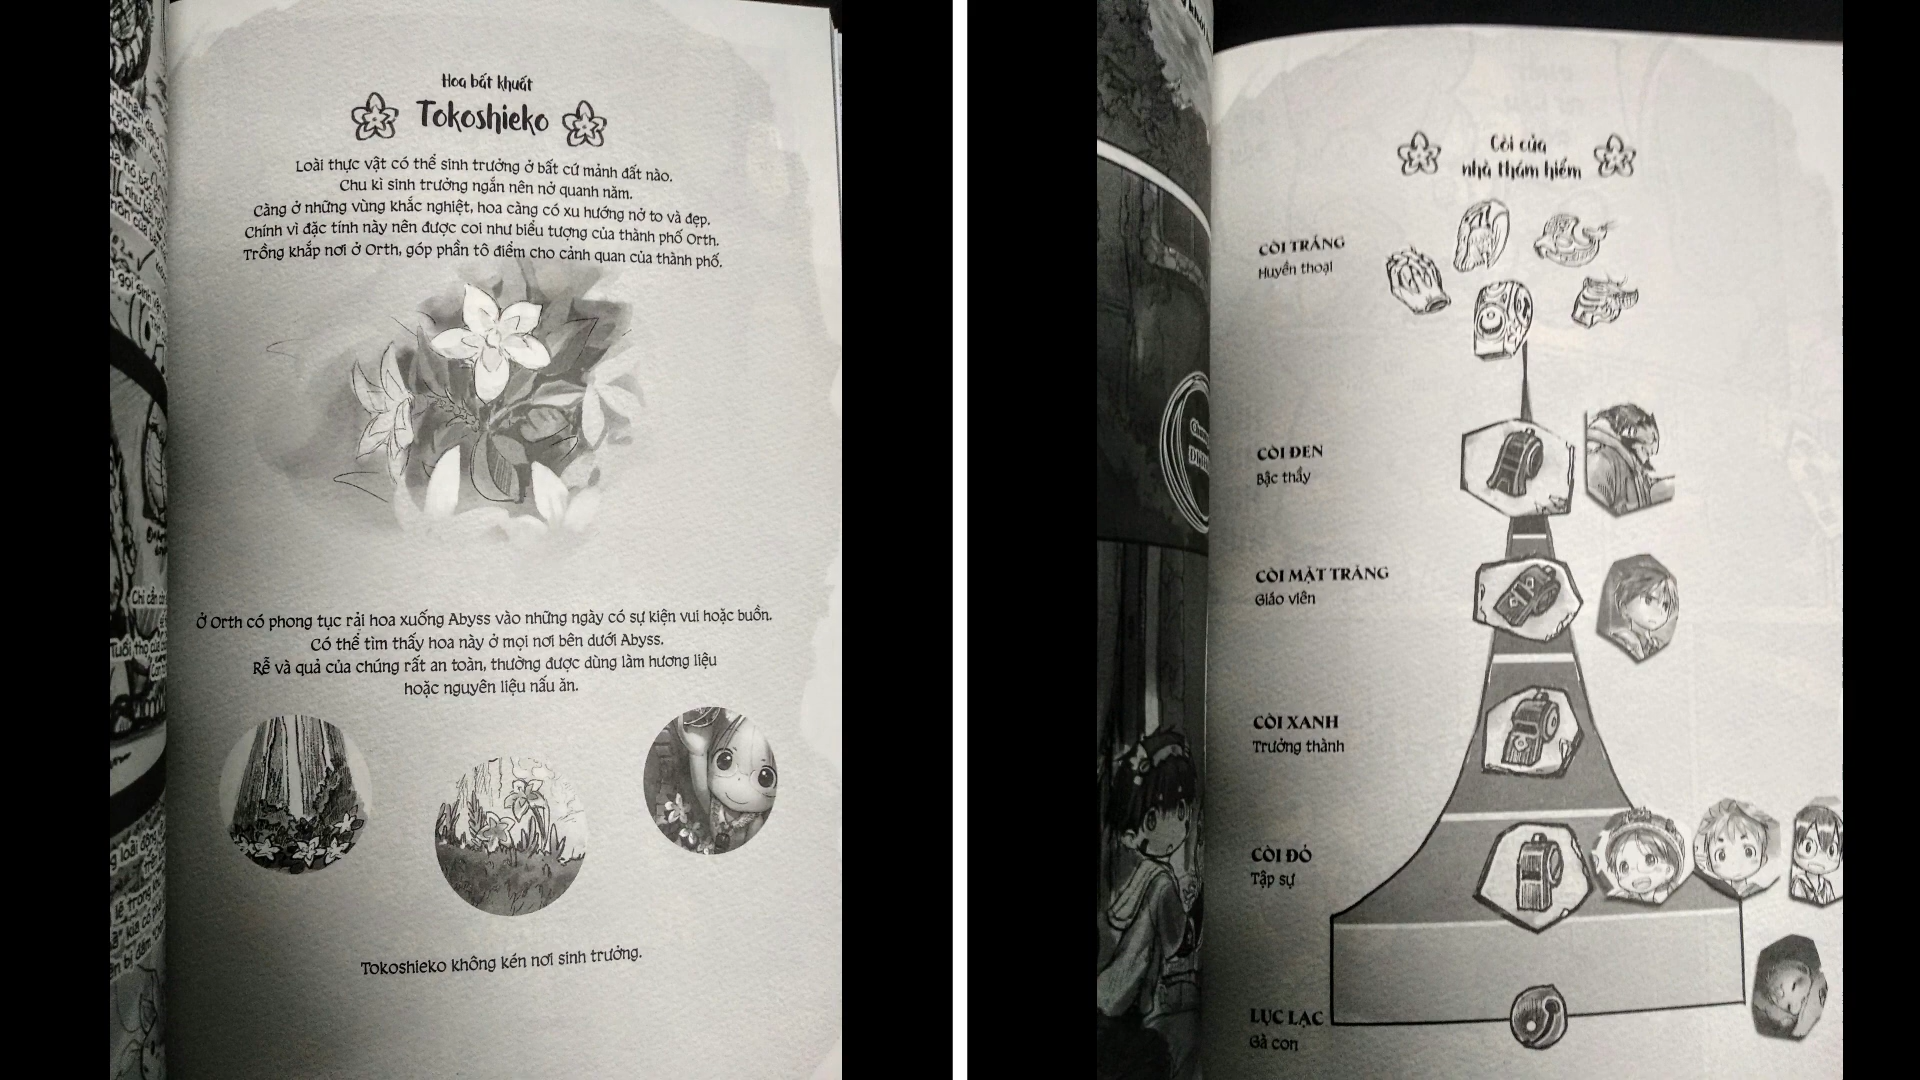 Hoa bất khuất
Tokoshieko
Loài thực vật có thể sinh trưởng ở bất cứ mảnh đất nào.
Chu kì sinh trưởng ngắn nên nở quanh năm.
Càng ở những vùng khắc nghiệt, hoa càng có xu hướng nở to và đẹp.
Chính vì đặc tính này nên được coi như biểu tượng của thành phố Orth.
Trồng khắp nơi ở Orth, góp phần tô điểm cho cảnh quan của thành phố.
Ở Orth có phong tục rải hoa xuống Abyss vào những ngày có sự kiện vui hoặc buồn.
Có thể tìm thấy hoa này ở mọi nơi bên dưới Abyss.
Rễ và quả của chúng rất an toàn, thường được dùng làm hương liệu
hoặc nguyên liệu nấu ăn.
Tokoshieko không kén nơi sinh trưởng.
Chỉ cần
Tuổi thọ của
Còi của
nhà thám hiểm
CÒI TRẮNG
Huyền thoại
CÒI ĐEN
Bậc thầy
CÒI MẶT TRĂNG
Giáo viên
CÒI XANH
Trưởng thành
CÒI ĐỎ
Tập sự
LỤC LẠC
Gà con